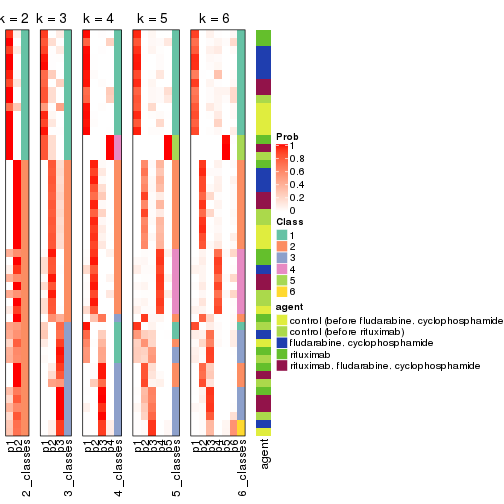 k = 2
k = 3
k = 4
k = 5
k = 6
Prob
1
0.8
0.6
0.4
0.2
0
Class
1
2
3
4
5
6
agent
control (before fludarabine. cyclophosphamide
control (before rituximab)
fludarabine. cyclophosphamide
rituximab
rituximab. fludarabine. cyclophosphamide
p1
p2
2_classes
p1
p2
p3
3_classes
p1
p2
p3
p4
4_classes
p1
p2
p3
p4
p5
5_classes
p1
p2
p3
p4
p5
p6
6_classes
agent